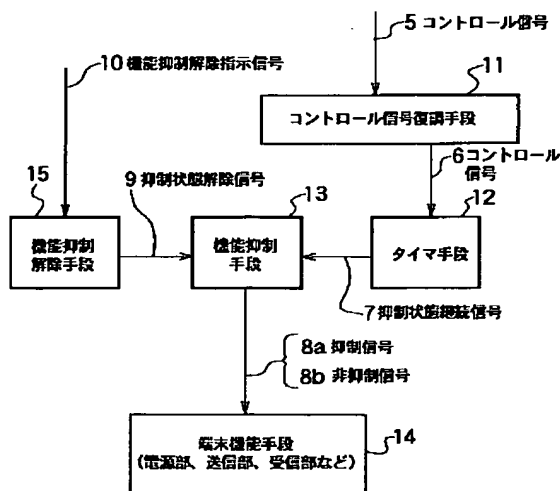 5 コントロール信号
10 機能抑制解除指示信号
11
コントロール信号復調手段
6 コントロール
信号
15
9 抑制状態解除信号
13
12
機能抑制
解除手段
機能抑制
手段
タイマ手段
7 抑制状態継続信号
8a 抑制信号
8b 非抑制信号
14
端末機能手段
(電源部、送信部、受信部など)